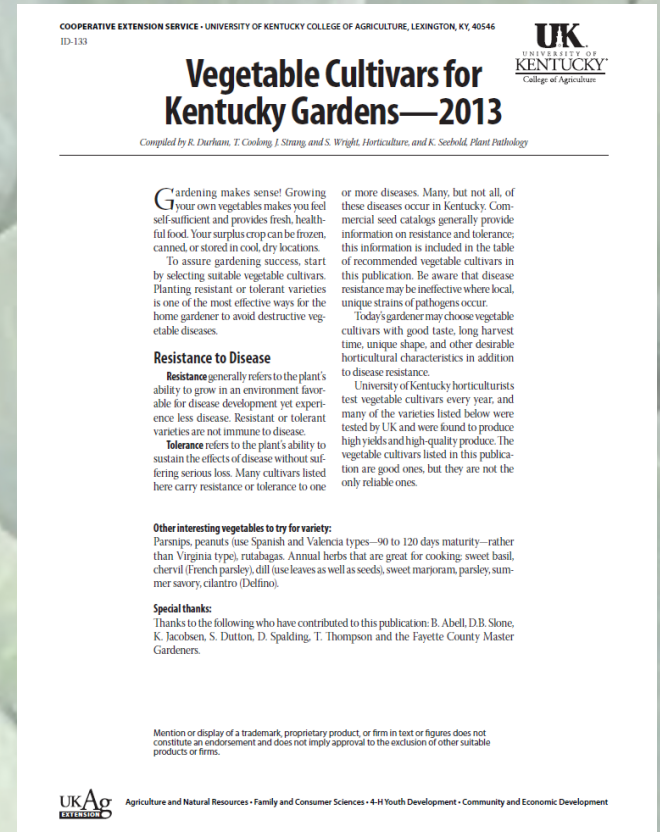 COOPERATIVE EXTENSION SERVICE • UNIVERSITY OF KENTUCKY COLLEGE OF AGRICULTURE, LEXINGTON, KY, 40546
ID-133
UK
UNIVERSITY OF
KENTUCKY
College of Agriculture
Vegetable Cultivars for
Kentucky Gardens—2013
Compiled by R. Durham, T. Coolong, J. Strang, and S. Wright, Horticulture, and K. Seebold, Plant Pathology
Gardening makes sense! Growing
your own vegetables makes you feel
self-sufficient and provides fresh, health-
ful food. Your surplus crop can be frozen,
canned, or stored in cool, dry locations.
To assure gardening success, start
by selecting suitable vegetable cultivars.
Planting resistant or tolerant varieties
is one of the most effective ways for the
home gardener to avoid destructive veg-
etable diseases.
Resistance to Disease
Resistance generally refers to the plant's
ability to grow in an environment favor-
able for disease development yet experi-
ence less disease. Resistant or tolerant
varieties are not immune to disease.
Tolerance refers to the plant's ability to
sustain the effects of disease without suf-
fering serious loss. Many cultivars listed
here carry resistance or tolerance to one
or more diseases. Many, but not all, of
these diseases occur in Kentucky. Com-
mercial seed catalogs generally provide
information on resistance and tolerance;
this information is included in the table
of recommended vegetable cultivars in
this publication. Be aware that disease
resistance may be ineffective where local,
unique strains of pathogens occur.
Today's gardener may choose vegetable
cultivars with good taste, long harvest
time, unique shape, and other desirable
horticultural characteristics in addition
to disease resistance.
University of Kentucky horticulturists
test vegetable cultivars every year, and
many of the varieties listed below were
tested by UK and were found to produce
high yields and high-quality produce. The
vegetable cultivars listed in this publica-
tion are good ones, but they are not the
only reliable ones.
Other interesting vegetables to try for variety:
Parsnips, peanuts (use Spanish and Valencia types—90 to 120 days maturity—rather
than Virginia type), rutabagas. Annual herbs that are great for cooking: sweet basil,
chervil (French parsley), dill (use leaves as well as seeds), sweet marjoram, parsley, sum-
mer savory, cilantro (Delfino).
Special thanks:
Thanks to the following who have contributed to this publication: B. Abell, D.B. Slone,
K. Jacobsen, S. Dutton, D. Spalding, T. Thompson and the Fayette County Master
Gardeners.
Mention or display of a trademark, proprietary product, or firm in text or figures does not
constitute an endorsement and does not imply approval to the exclusion of other suitable
products or firms.
UKAg
EXTENSION
Agriculture and Natural Resources • Family and Consumer Sciences • 4-H Youth Development • Community and Economic Development